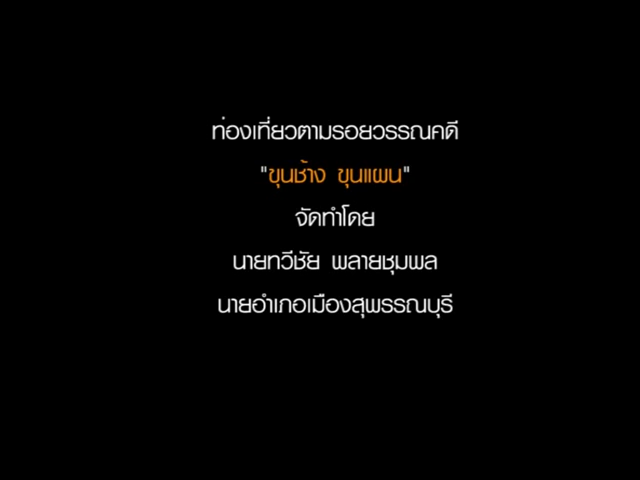 ท่องเที่ยวตามรอยวรรณคดี
"ขุนช้าง ขุนแผน"
จัดทำโดย
นายทวีชัย พลายชุมพล
นายอำเภอเมืองสุพรรณบุรี